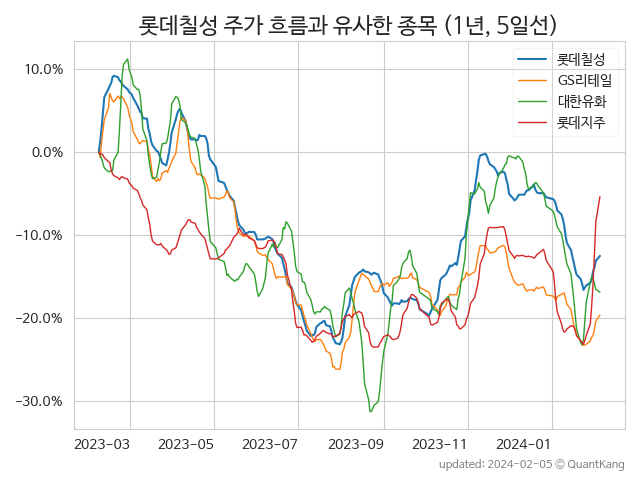 롯데칠성 주가 흐름과 유사한 종목 (1년, 5일선)
롯데칠성
GS리테일
대한유화
롯데지주
10.0%
0.0%
−10.0%
−20.0%
−30.0%
2023-03 2023-05 2023-07 2023-09 2023-11 2024-01
updated: 2024-02-05 © QuantKang